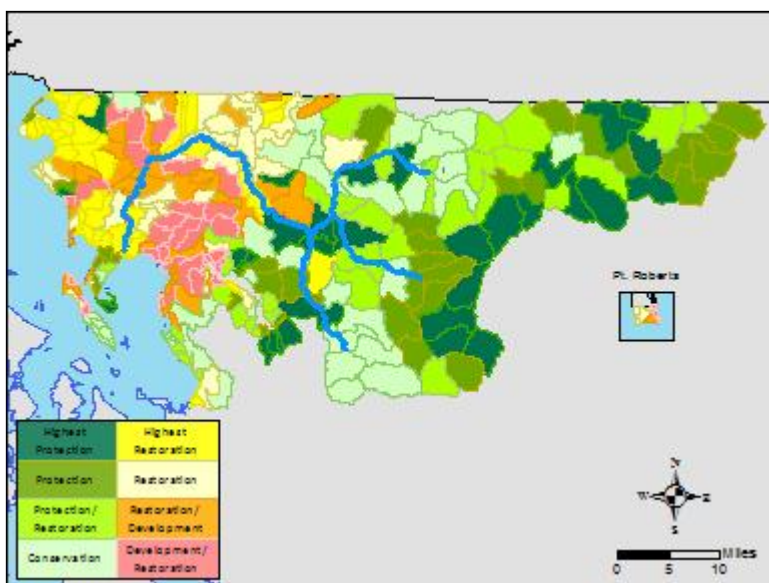 Pt. Roberts
Highest
Protection
Highest
Restoration
Protection
Restoration
Protection/
Restoration
Restoration/
Development
Conservation
Development/
Restoration
N
W
E
S
Miles
0
5
10